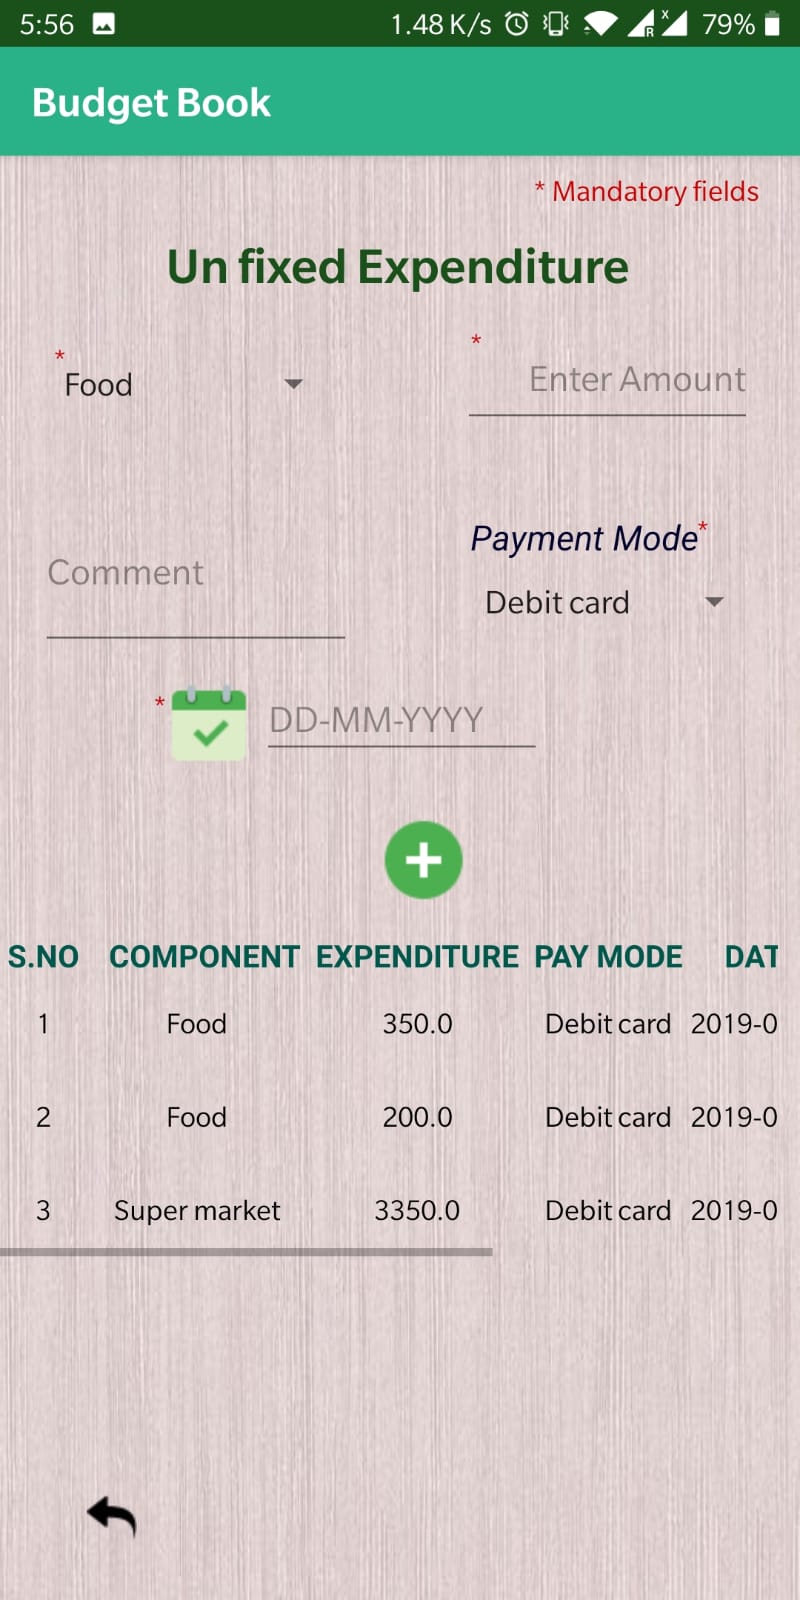 5:56 1.48 K/s x R 79%
Budget Book
* Mandatory fields
Un fixed Expenditure
* *
Food Enter Amount
Payment Mode*
Comment
Debit card
* DD-MM-YYYY
S.NO COMPONENT EXPENDITURE PAY MODE DAT
1 Food 350.0 Debit card 2019-0
2 Food 200.0 Debit card 2019-0
3 Super market 3350.0 Debit card 2019-0